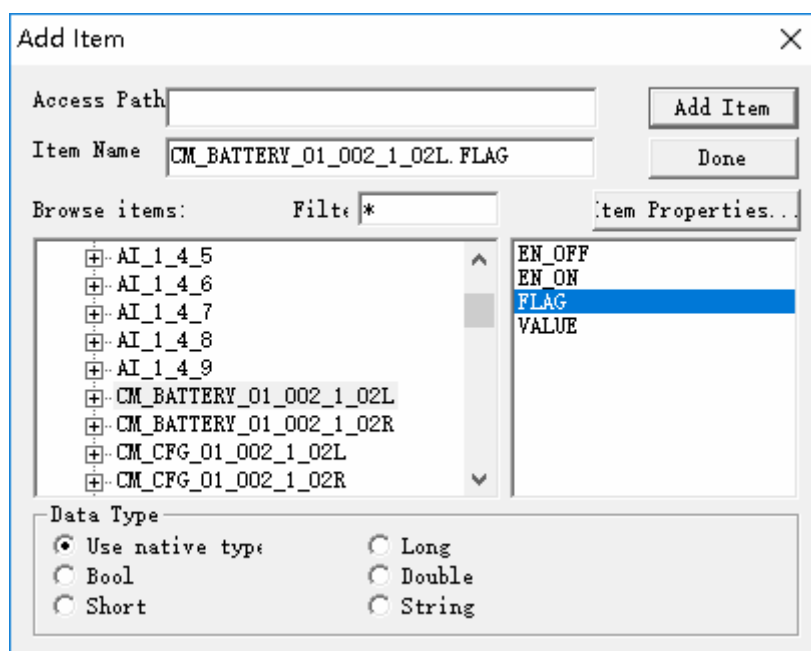 Add Item
Access Path
Add Item
Item Name CM_BATTERY_01_002_1_02L.FLAG
Done
Browse items: Filte *
Item Properties...
AI_1_4_5
AI_1_4_6
AI_1_4_7
AI_1_4_8
AI_1_4_9
CM_BATTERY_01_002_1_02L
CM_BATTERY_01_002_1_02R
CM_CFG_01_002_1_02L
CM_CFG_01_002_1_02R
EN_OFF
EN_ON
FLAG
VALUE
Data Type
Use native type
Long
Bool
Double
Short
String